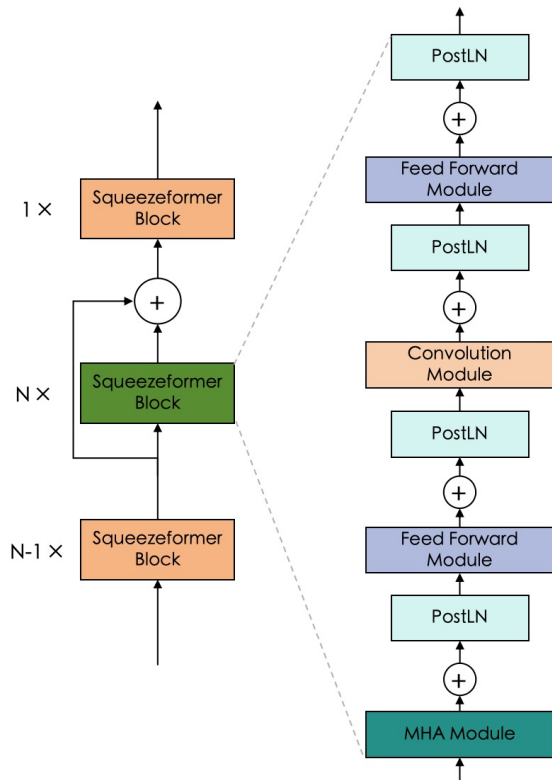 1 ×
Squeezeformer
Block
+
N ×
Squeezeformer
Block
N-1 ×
Squeezeformer
Block
PostLN
+
Feed Forward
Module
PostLN
+
Convolution
Module
PostLN
+
Feed Forward
Module
PostLN
+
MHA Module